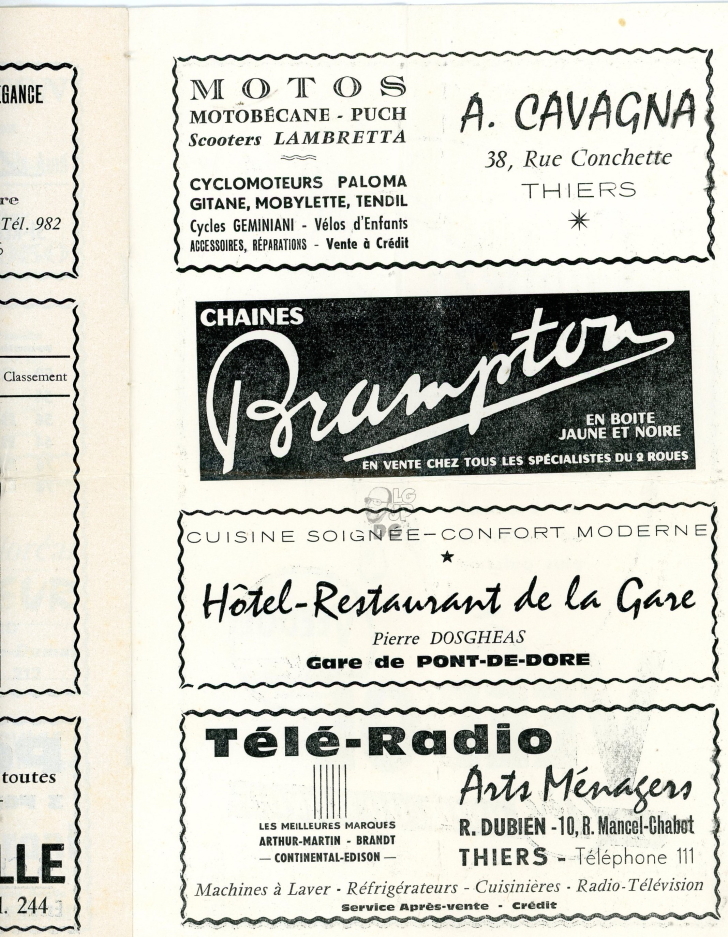 ÉGANCE
Tél. 982
Classement
toutes
LLE
244
MOTOS
MOTOBÉCANE - PUCH
Scooters LAMBRETTA
CYCLOMOTEURS PALOMA
GITANE, MOBYLETTE, TENDIL
Cycles GEMINIANI - Vélos d'Enfants
ACCESSOIRES, RÉPARATIONS - Vente à Crédit
A. CAVAGNA
38, Rue Conchette
THIERS
CHAINES
Brampton
EN BOITE
JAUNE ET NOIRE
EN VENTE CHEZ TOUS LES SPÉCIALISTES DU 2 ROUES
CUISINE SOIGNÉE—CONFORT MODERNE
Hôtel-Restaurant de la Gare
Pierre DOSGHEAS
Gare de PONT-DE-DORE
Télé-Radio
LES MEILLEURES MARQUES
ARTHUR-MARTIN - BRANDT
— CONTINENTAL-EDISON —
Arts Ménagers
R. DUBIEN - 10, R. Mancel-Chabot
THIERS - Téléphone 111
Machines à Laver - Réfrigérateurs - Cuisinières - Radio-Télévision
Service Après-vente - Crédit